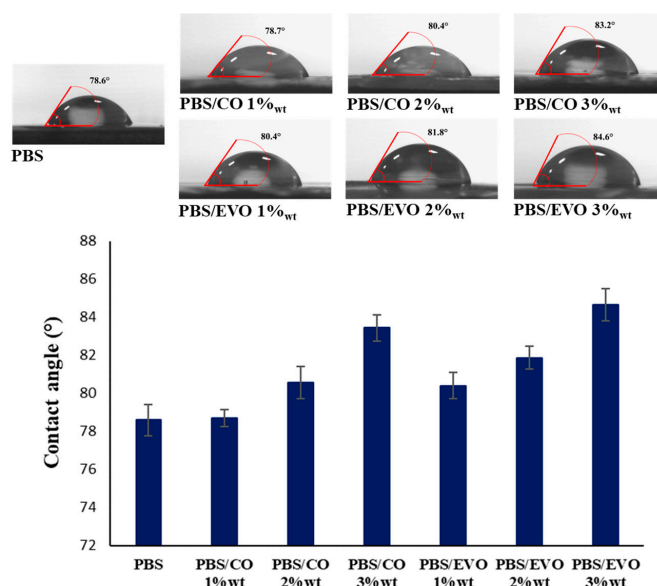 78.7°
80.4°
83.2°
78.6°
PBS/CO 1%wt
PBS/CO 2%wt
PBS/CO 3%wt
80.4°
81.8°
84.6°
PBS
PBS/EVO 1%wt
PBS/EVO 2%wt
PBS/EVO 3%wt
Contact angle (°)
88
86
84
82
80
78
76
74
72
PBS
PBS/CO
1%wt
PBS/CO
2%wt
PBS/CO
3%wt
PBS/EVO
1%wt
PBS/EVO
2%wt
PBS/EVO
3%wt